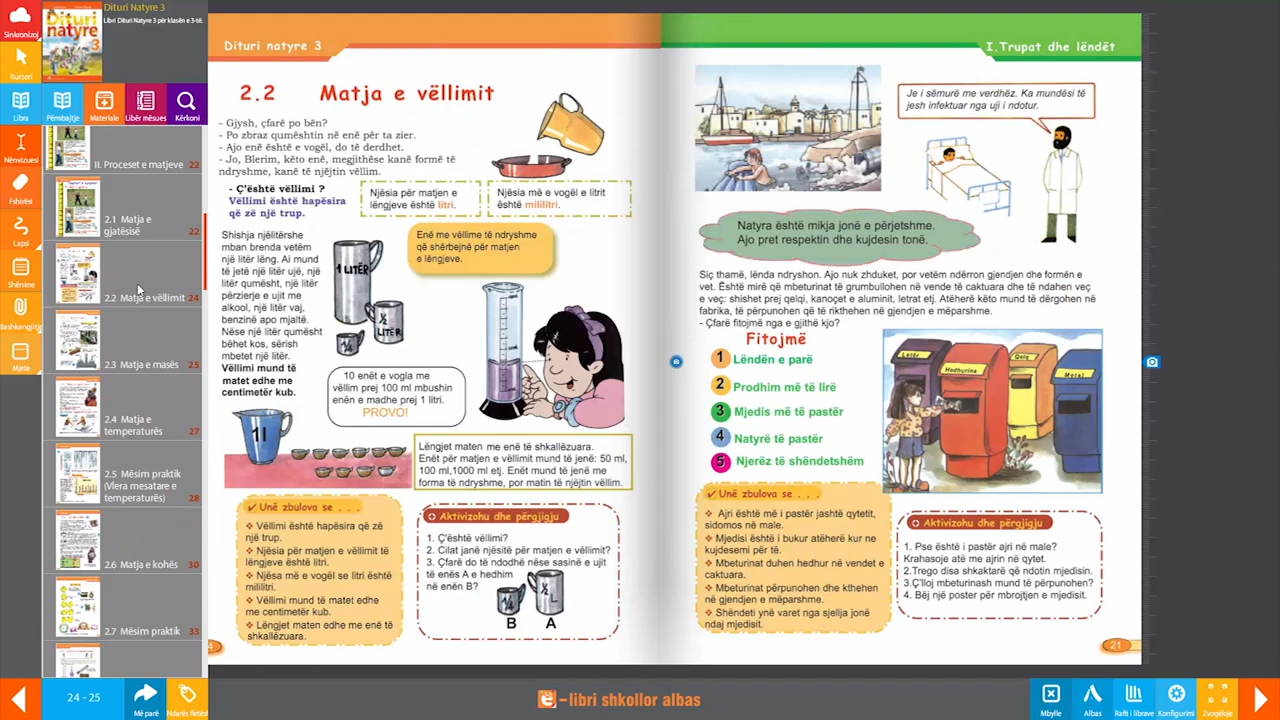 Sinkronizoj
Kursori
Libra
Përmbajtje
Materiale
Libër mësues
Kërkoni
Nënvizuesi
Fshirësi
Lapsi
Shënime
Bashkangjitje
Mjete
Dituri
natyre
3
Dituri Natyre 3
Libri Dituri Natyre 3 për klasën e 3-të.
II. Proceset e matjeve 22
2.1 Matja e
gjatësisë 22
2.2 Matja e vëllimit 24
2.3 Matja e masës 25
2.4 Matja e
temperaturës 27
2.5 Mësim praktik
(Vlera mesatare e
temperaturës) 28
2.6 Matja e kohës 30
2.7 Mësim praktik 33
Dituri natyre 3
2.2 Matja e vëllimit
- Gjysh, çfarë po bën?
- Po zbraz qumështin në enë për ta zier.
- Ajo enë është e vogël, do të derdhet.
- Jo, Blerim, këto enë, megjithëse kanë formë të
ndryshme, kanë të njëjtin vëllim.
- Ç'është vëllimi ?
Vëllimi është hapësira
që zë një trup.
Njësia për matjen e
lëngjeve është litri.
Njësia më e vogël e litrit
është mililitri.
Shishja njëlitërshe
mban brenda vetëm
një litër lëng. Ai mund
të jetë një litër ujë, një
litër qumësht, një litër
përzierje e ujit me
alkool, një litër vaj,
benzinë apo mjaltë.
Nëse një litër qumësht
bëhet kos, sërish
mbetet një litër.
Vëllimi mund të
matet edhe me
centimetër kub.
Enë me vëllime të ndryshme
që shërbejnë për matjen
e lëngjeve.
1 LITËR
½
LITËR
¼
10 enët e vogla me
vëllim prej 100 ml mbushin
enën e madhe prej 1 litri.
PROVO!
1l
Lëngjet maten me enë të shkallëzuara.
Enët për matjen e vëllimit mund të jenë: 50 ml,
100 ml,1000 ml etj. Enët mund të jenë me
forma të ndryshme, por matin të njëjtin vëllim.
✓ Unë zbulova se . . .
❖ Vëllimi është hapësira që zë
një trup.
❖ Njësia për matjen e vëllimit të
lëngjeve është litri.
❖ Njësa më e vogël se litri është
mililitri.
❖ Vëllimi mund të matet edhe
me centimetër kub.
❖ Lëngjet maten edhe me enë të
shkallëzuara.
Aktivizohu dhe përgjigju
1. Ç'është vëllimi?
2. Cilat janë njësitë për matjen e vëllimit?
3. Çfarë do të ndodhë nëse sasinë e ujit
të enës A e hedhim
në enën B?
¼
½
L
B A
I.Trupat dhe lëndët
Je i sëmurë me verdhëz. Ka mundësi të
jesh infektuar nga uji i ndotur.
Natyra është mikja jonë e përjetshme.
Ajo pret respektin dhe kujdesin tonë.
Siç thamë, lënda ndryshon. Ajo nuk zhduket, por vetëm ndërron gjendjen dhe formën e
vet. Është mirë që mbeturinat të grumbullohen në vende të caktuara dhe të ndahen veç
e veç: shishet prej qelqi, kanoçet e aluminit, letrat etj. Atëherë këto mund të dërgohen në
fabrika, të përpunohen që të rikthehen në gjendjen e mëparshme.
- Çfarë fitojmë nga e gjithë kjo?
Fitojmë
1 Lëndën e parë
2 Prodhim më të lirë
3 Mjedis më të pastër
4 Natyrë të pastër
5 Njerëz të shëndetshëm
Letër
Hedhurina
Qelq
Metal
✓ Unë zbulova se . . .
❖ Ajri është më i pastër jashtë qytetit,
sidomos në male.
❖ Mjedisi është i bukur atëherë kur ne
kujdesemi për të.
❖ Mbeturinat duhen hedhur në vendet e
caktuara.
❖ Mbeturinat përpunohen dhe kthehen
në gjendjen e mëparshme.
❖ Shëndeti ynë varet nga sjellja jonë
ndaj mjedisit.
Aktivizohu dhe përgjigju
1. Pse është i pastër ajri në male?
Krahasoje atë me ajrin në qytet.
2.Trego disa shkaktarë që ndotin mjedisin.
3.Ç'lloj mbeturinash mund të përpunohen?
4. Bëj një poster për mbrojtjen e mjedisit.
4
21
24 - 25
Më parë
Ndarës fletësh
e -libri shkollor albas
Mbylle
Albas
Rafti i librave
Konfigurimi
Zvogëloje